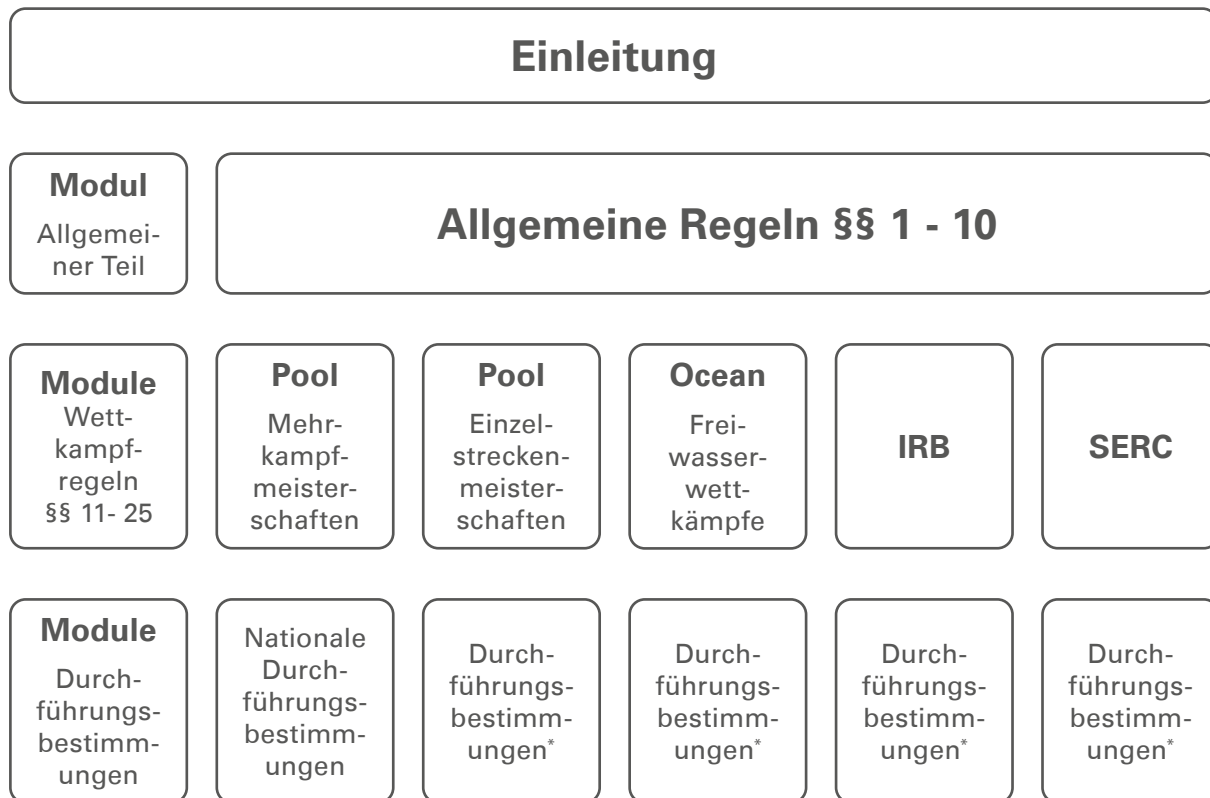 Einleitung
Modul
Allgemei-
ner Teil
Allgemeine Regeln §§ 1 - 10
Module
Wett-
kampf-
regeln
§§ 11- 25
Pool
Mehr-
kampf-
meister-
schaften
Pool
Einzel-
strecken-
meister-
schaften
Ocean
Frei-
wasser-
wett-
kämpfe
IRB
SERC
Module
Durch-
führungs-
bestimm-
ungen
Nationale
Durch-
führungs-
bestimm-
ungen
Durch-
führungs-
bestimm-
ungen*
Durch-
führungs-
bestimm-
ungen*
Durch-
führungs-
bestimm-
ungen*
Durch-
führungs-
bestimm-
ungen*